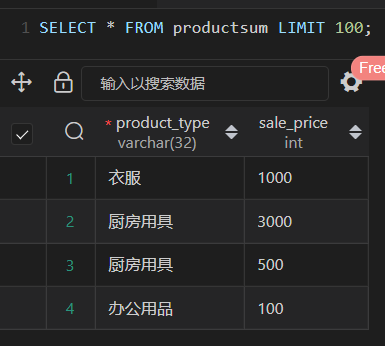 1 SELECT * FROM productsum LIMIT 100;
输入以搜索数据
Free
* product_type sale_price
varchar(32) int
1 衣服 1000
2 厨房用具 3000
3 厨房用具 500
4 办公用品 100